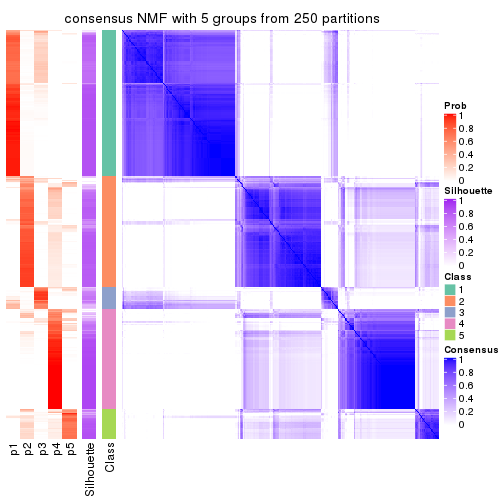 consensus NMF with 5 groups from 250 partitions
Prob
1
0.8
0.6
0.4
0.2
0
Silhouette
1
0.8
0.6
0.4
0.2
0
Class
1
2
3
4
5
Consensus
1
0.8
0.6
0.4
0.2
0
p1
p2
p3
p4
p5
Silhouette
Class